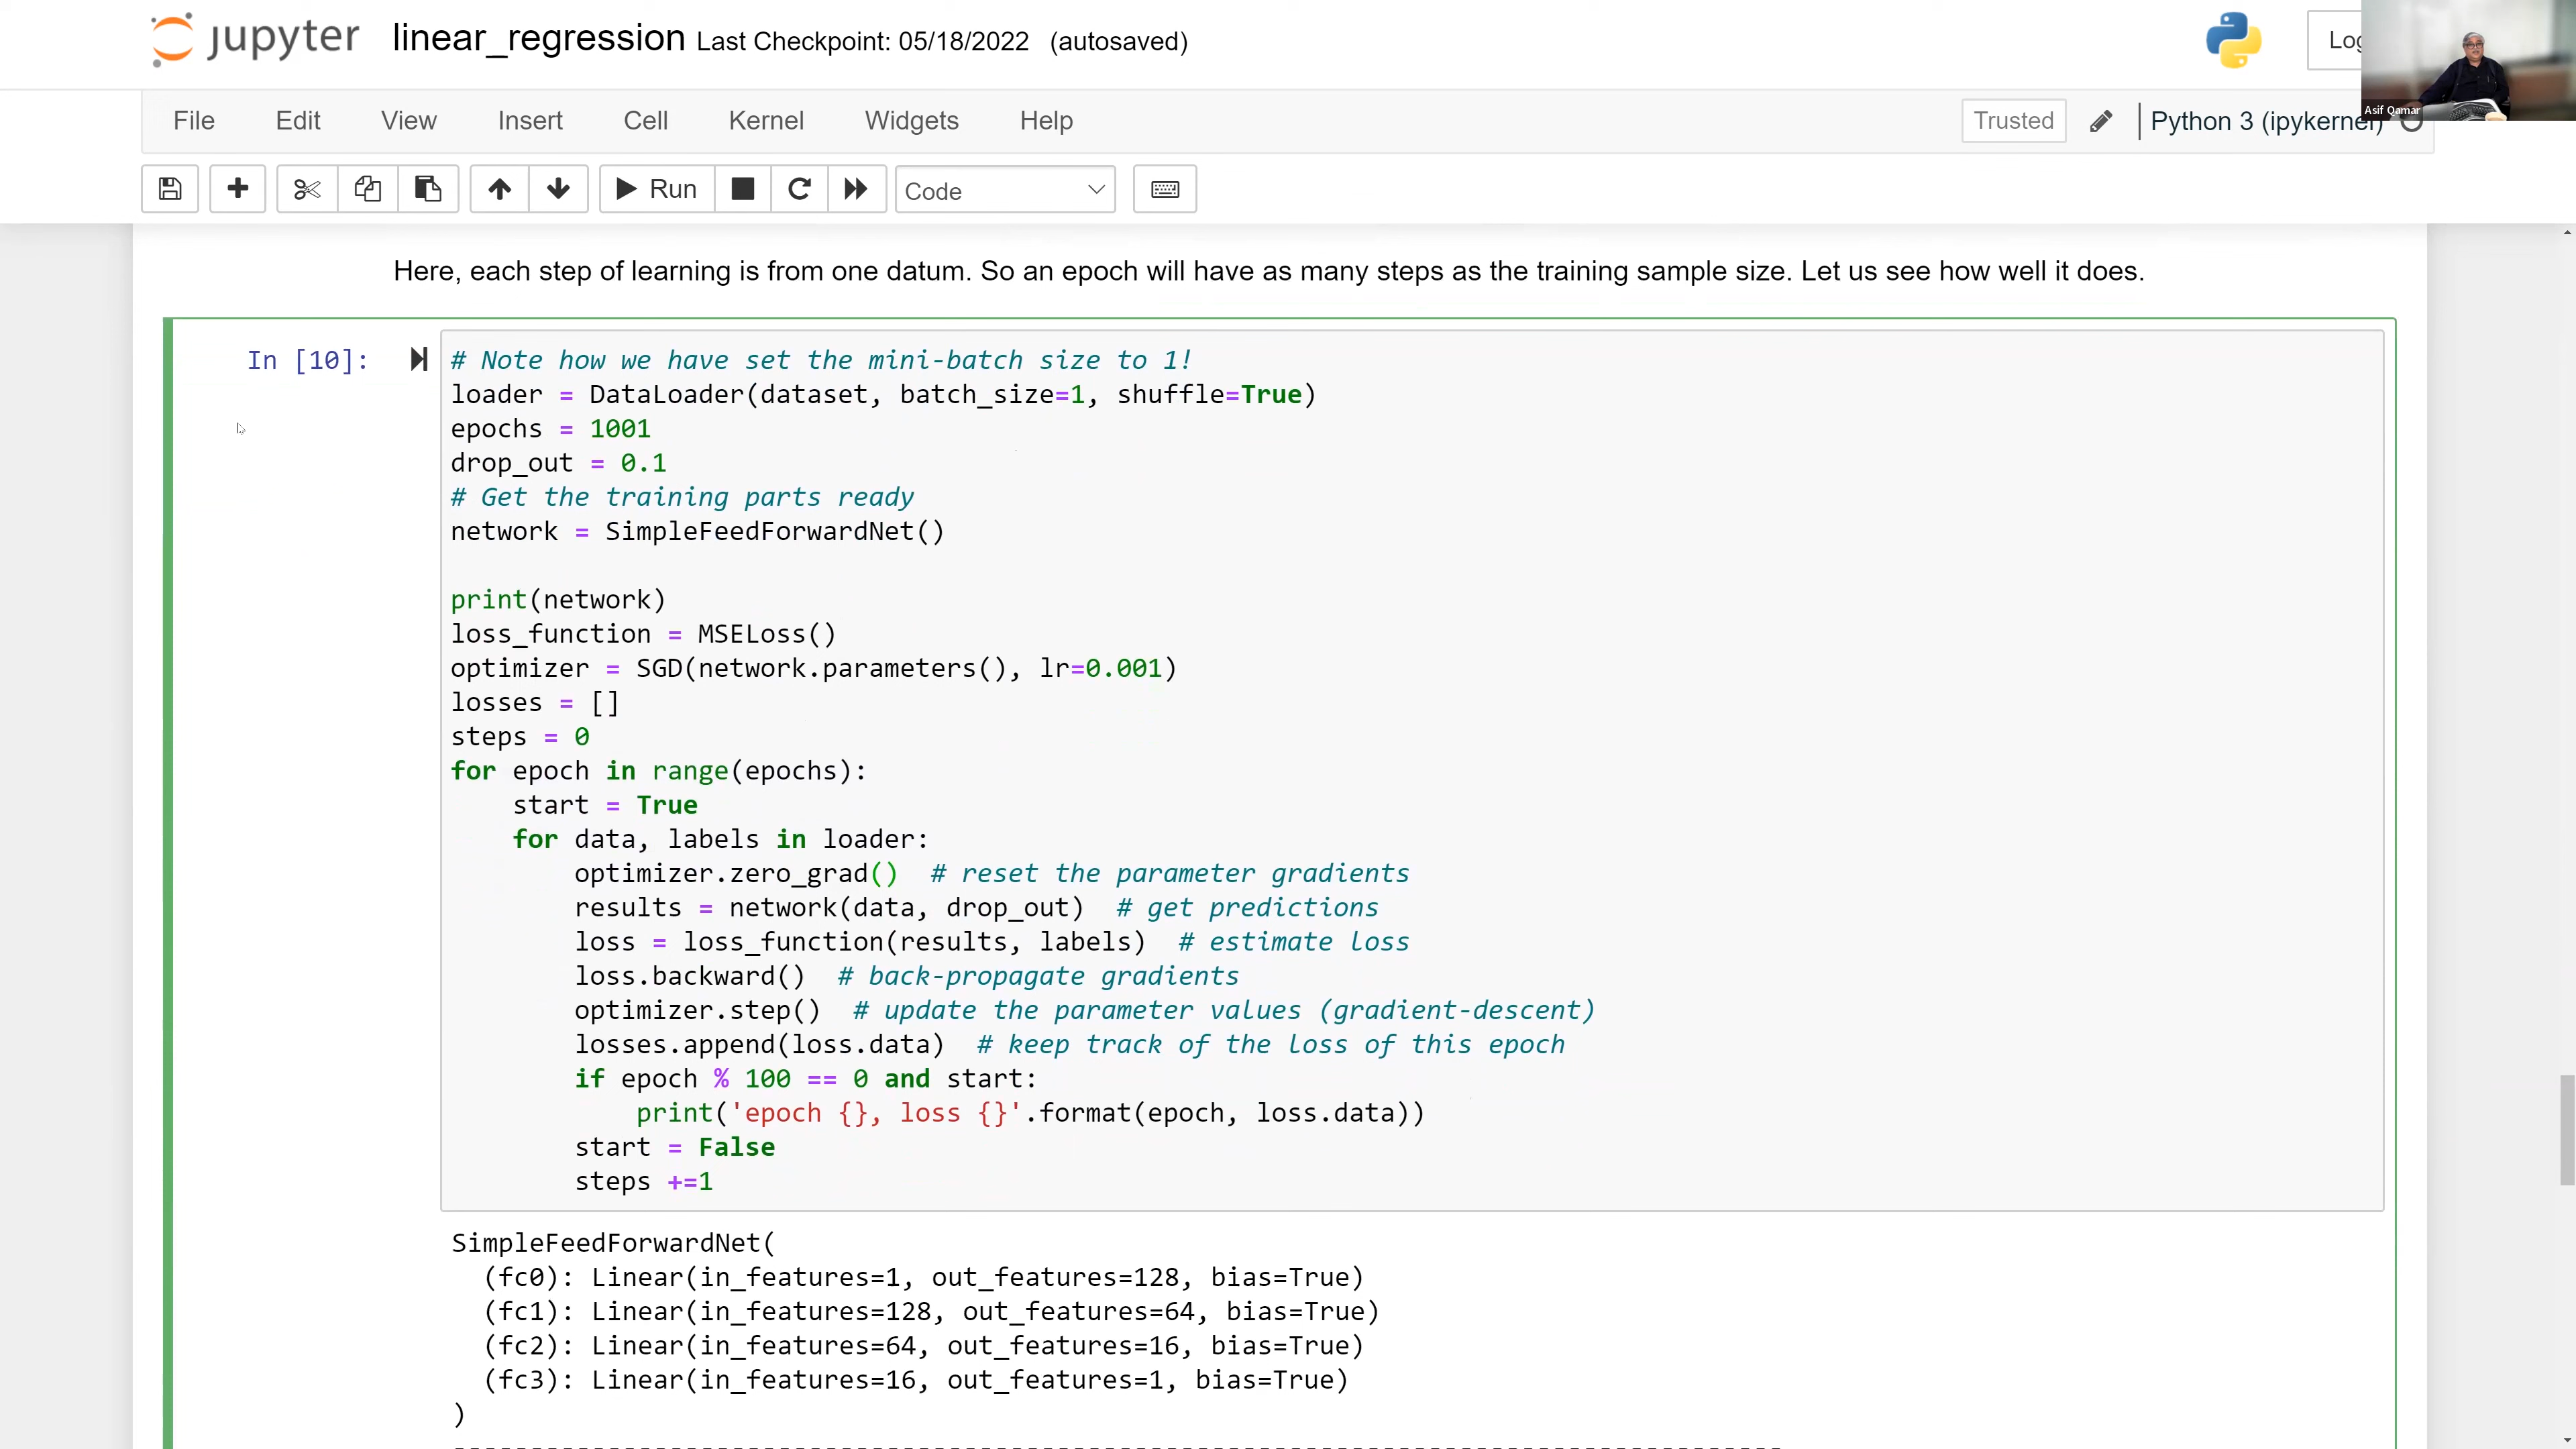 jupyter linear_regression Last Checkpoint: 05/18/2022 (autosaved)
Asif Qamar
File Edit View Insert Cell Kernel Widgets Help Trusted Python 3 (ipykernel)
Run Code
Here, each step of learning is from one datum. So an epoch will have as many steps as the training sample size. Let us see how well it does.
In [10]:
# Note how we have set the mini-batch size to 1!
loader = DataLoader(dataset, batch_size=1, shuffle=True)
epochs = 1001
drop_out = 0.1
# Get the training parts ready
network = SimpleFeedForwardNet()
print(network)
loss_function = MSELoss()
optimizer = SGD(network.parameters(), lr=0.001)
losses = []
steps = 0
for epoch in range(epochs):
    start = True
    for data, labels in loader:
        optimizer.zero_grad()  # reset the parameter gradients
        results = network(data, drop_out)  # get predictions
        loss = loss_function(results, labels)  # estimate loss
        loss.backward()  # back-propagate gradients
        optimizer.step()  # update the parameter values (gradient-descent)
        losses.append(loss.data)  # keep track of the loss of this epoch
        if epoch % 100 == 0 and start:
            print('epoch {}, loss {}'.format(epoch, loss.data))
        start = False
        steps +=1
SimpleFeedForwardNet(
  (fc0): Linear(in_features=1, out_features=128, bias=True)
  (fc1): Linear(in_features=128, out_features=64, bias=True)
  (fc2): Linear(in_features=64, out_features=16, bias=True)
  (fc3): Linear(in_features=16, out_features=1, bias=True)
)